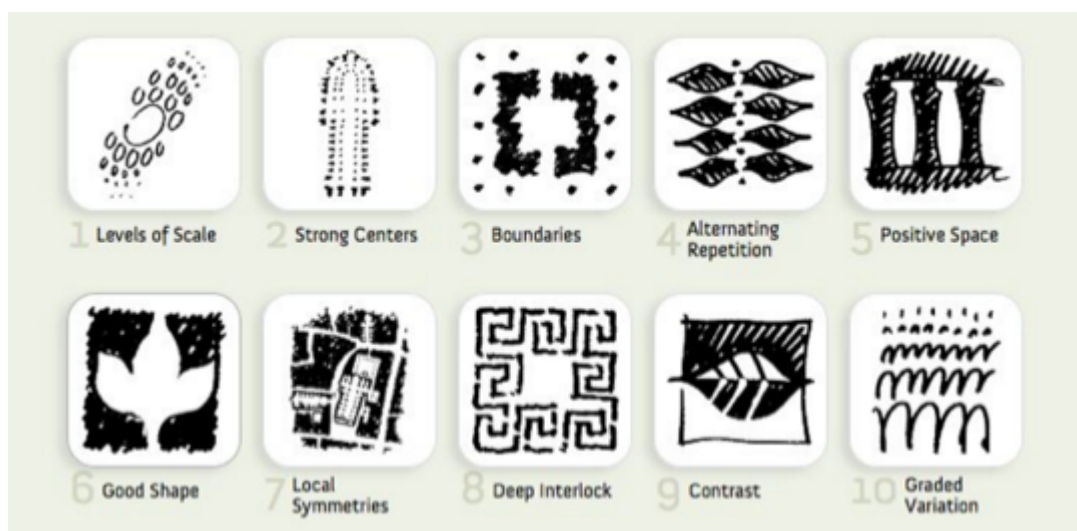 1 Levels of Scale
2 Strong Centers
3 Boundaries
4 Alternating
Repetition
5 Positive Space
6 Good Shape
7 Local
Symmetries
8 Deep Interlock
9 Contrast
10 Graded
Variation